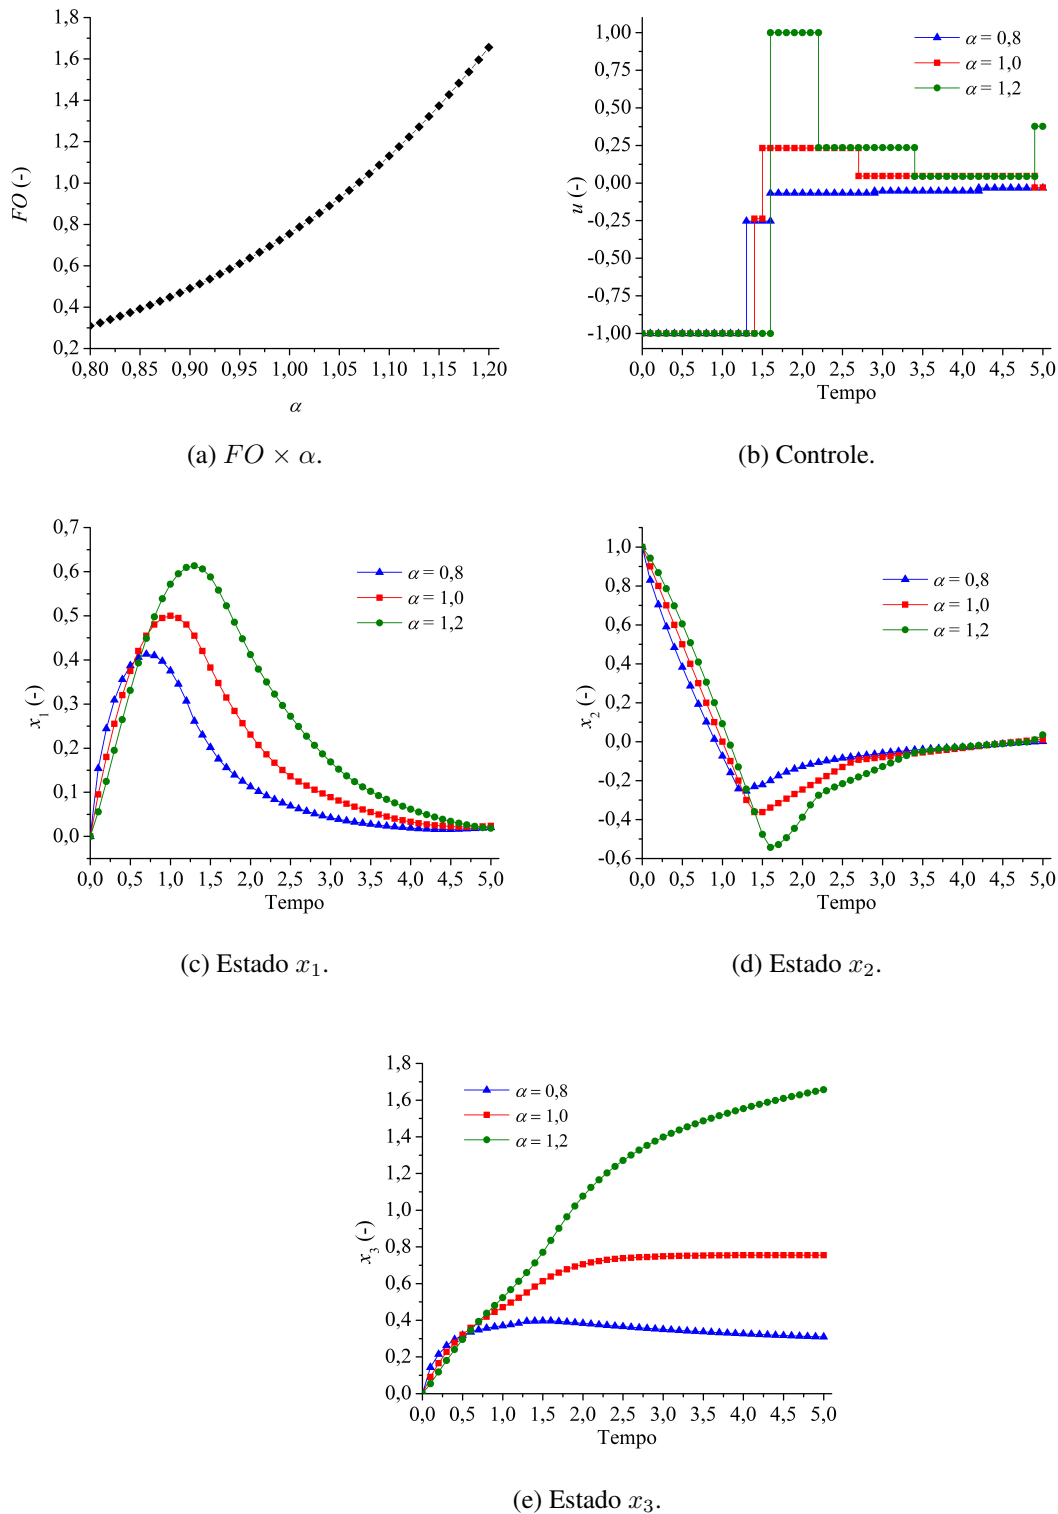 1,8
1,6
1,4
1,2
1,0
0,8
0,6
0,4
0,2
FO (-)
0,80 0,85 0,90 0,95 1,00 1,05 1,10 1,15 1,20
α
(a) FO × α.
1,00
0,75
0,50
0,25
0,00
-0,25
-0,50
-0,75
-1,00
u (-)
α = 0,8
α = 1,0
α = 1,2
0,0 0,5 1,0 1,5 2,0 2,5 3,0 3,5 4,0 4,5 5,0
Tempo
(b) Controle.
0,7
0,6
0,5
0,4
0,3
0,2
0,1
0,0
x1 (-)
α = 0,8
α = 1,0
α = 1,2
0,0 0,5 1,0 1,5 2,0 2,5 3,0 3,5 4,0 4,5 5,0
Tempo
(c) Estado x1.
1,0
0,8
0,6
0,4
0,2
0,0
-0,2
-0,4
-0,6
x2 (-)
α = 0,8
α = 1,0
α = 1,2
0,0 0,5 1,0 1,5 2,0 2,5 3,0 3,5 4,0 4,5 5,0
Tempo
(d) Estado x2.
1,8
1,6
1,4
1,2
1,0
0,8
0,6
0,4
0,2
0,0
x3 (-)
α = 0,8
α = 1,0
α = 1,2
0,0 0,5 1,0 1,5 2,0 2,5 3,0 3,5 4,0 4,5 5,0
Tempo
(e) Estado x3.